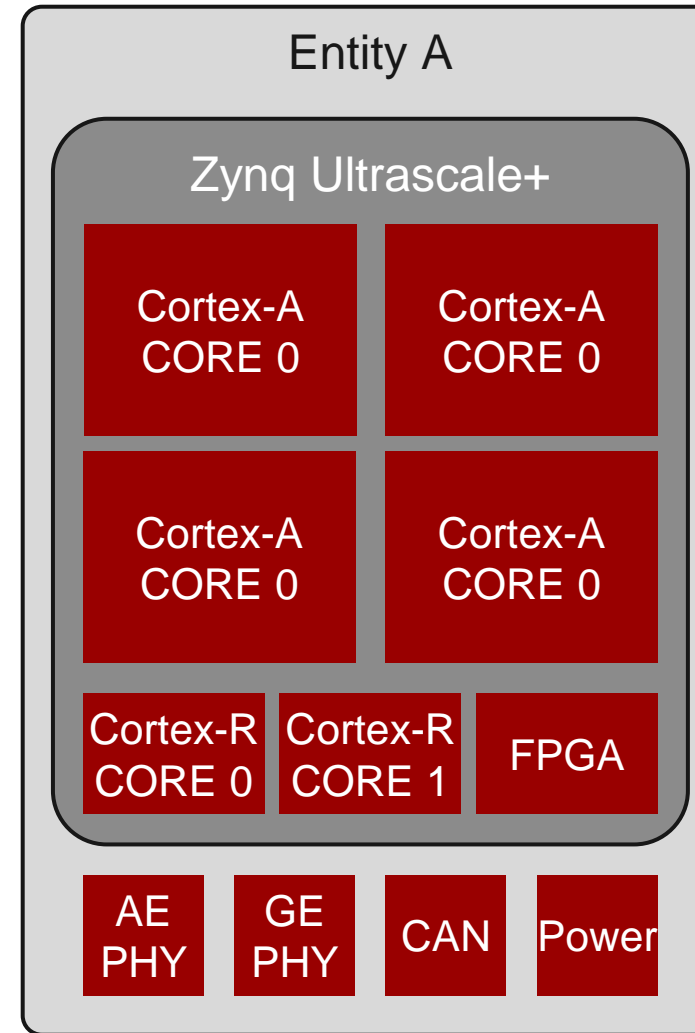 Entity A
Zynq Ultrascale+
Cortex-A
CORE 0
Cortex-A
CORE 0
Cortex-A
CORE 0
Cortex-A
CORE 0
Cortex-R
CORE 0
Cortex-R
CORE 1
FPGA
AE
PHY
GE
PHY
CAN
Power